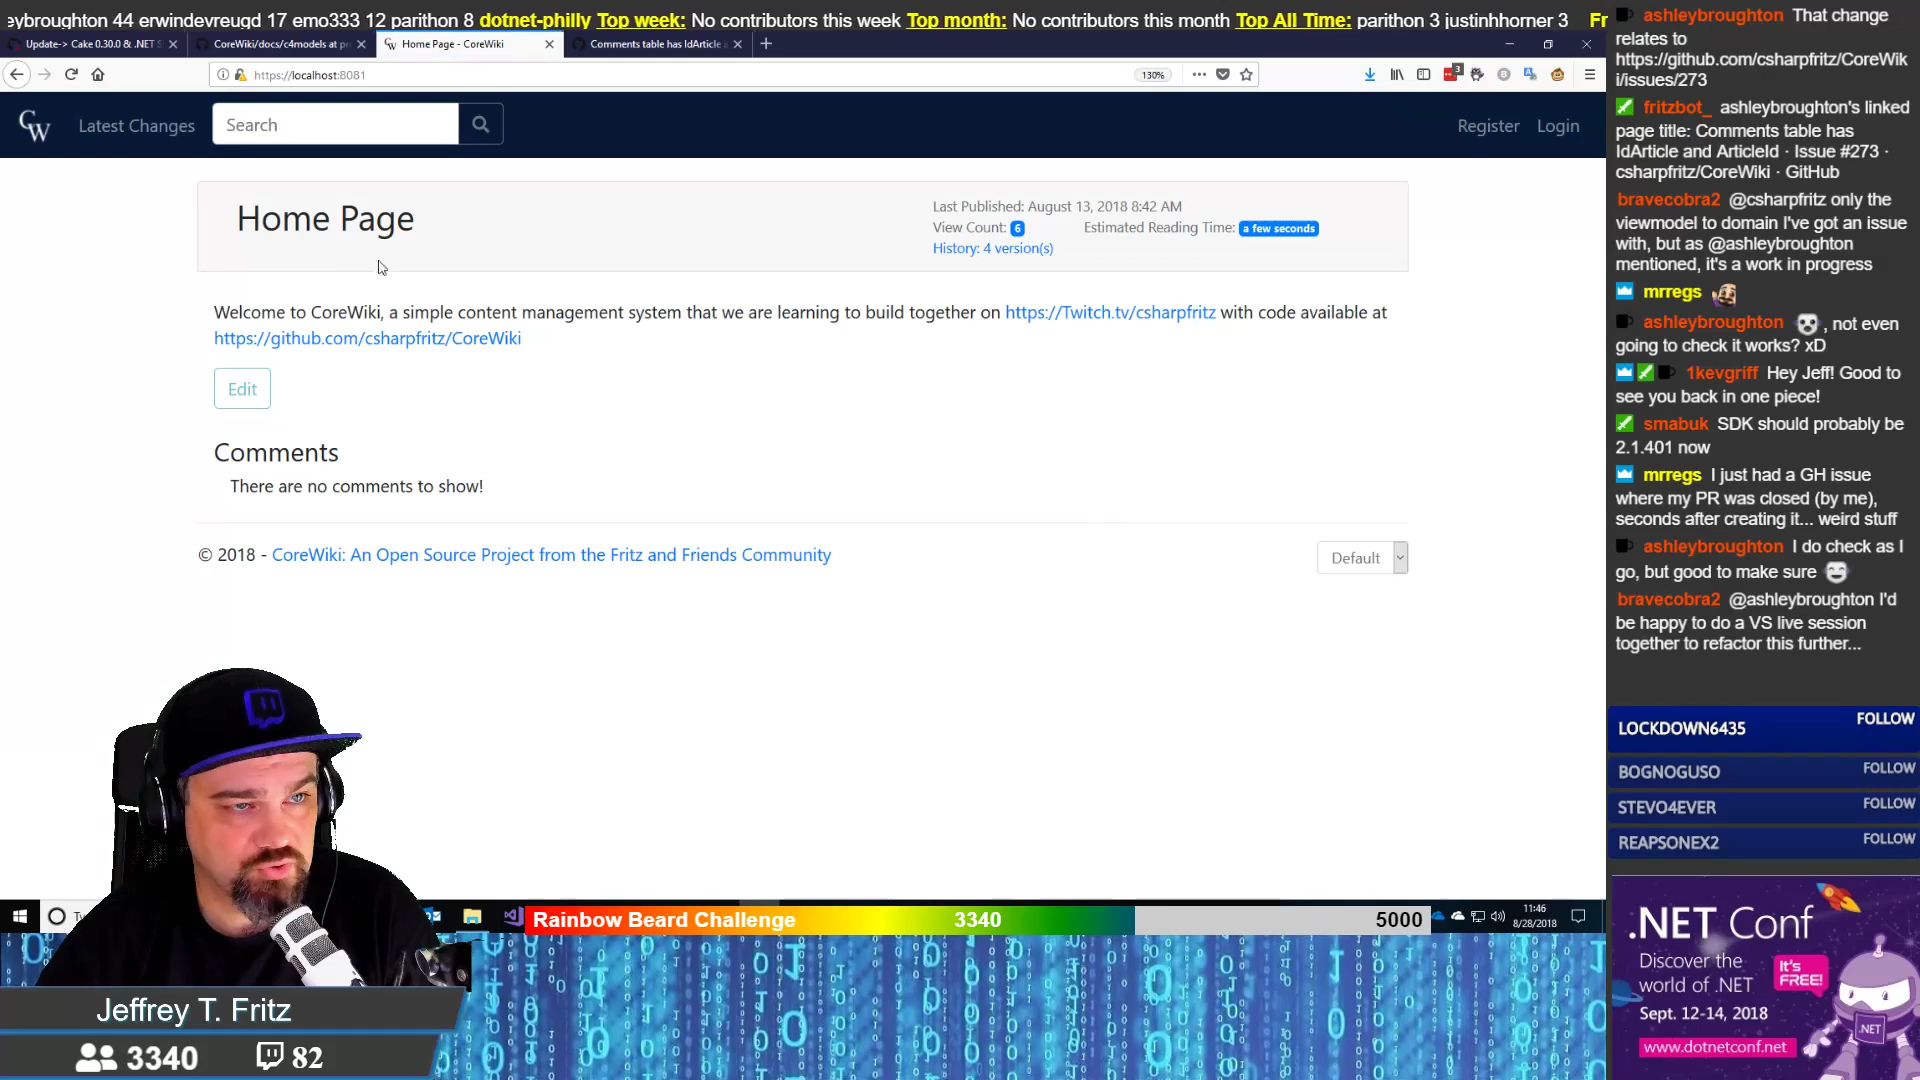 eybroughton 44 erwindevreugd 17 emo333 12 parithon 8 dotnet-philly Top week: No contributors this week Top month: No contributors this month Top All Time: parithon 3 justinhhorner 3 Fr
Update-> Cake 0.30.0 & .NET S
CoreWiki/docs/c4models at pr
Home Page - CoreWiki
Comments table has IdArticle a
https://localhost:8081
130%
3
CW
Latest Changes
Search
Register
Login
Home Page
Last Published: August 13, 2018 8:42 AM
View Count: 6
Estimated Reading Time: a few seconds
History: 4 version(s)
Welcome to CoreWiki, a simple content management system that we are learning to build together on https://Twitch.tv/csharpfritz with code available at
https://github.com/csharpfritz/CoreWiki
Edit
Comments
There are no comments to show!
© 2018 - CoreWiki: An Open Source Project from the Fritz and Friends Community
Default
ashleybroughton That change
relates to
https://github.com/csharpfritz/CoreWik
i/issues/273
fritzbot_ ashleybroughton's linked
page title: Comments table has
IdArticle and ArticleId · Issue #273 ·
csharpfritz/CoreWiki · GitHub
bravecobra2 @csharpfritz only the
viewmodel to domain I've got an issue
with, but as @ashleybroughton
mentioned, it's a work in progress
mrregs
ashleybroughton , not even
going to check it works? xD
1kevgriff Hey Jeff! Good to
see you back in one piece!
smabuk SDK should probably be
2.1.401 now
mrregs I just had a GH issue
where my PR was closed (by me),
seconds after creating it... weird stuff
ashleybroughton I do check as I
go, but good to make sure
bravecobra2 @ashleybroughton I'd
be happy to do a VS live session
together to refactor this further...
LOCKDOWN6435 FOLLOW
BOGNOGUSO FOLLOW
STEVO4EVER FOLLOW
REAPSONEX2 FOLLOW
.NET Conf
Discover the
world of .NET
It's
FREE!
Sept. 12-14, 2018
www.dotnetconf.net
.NET
Rainbow Beard Challenge 3340 5000
11:46
8/28/2018
Jeffrey T. Fritz
3340
82